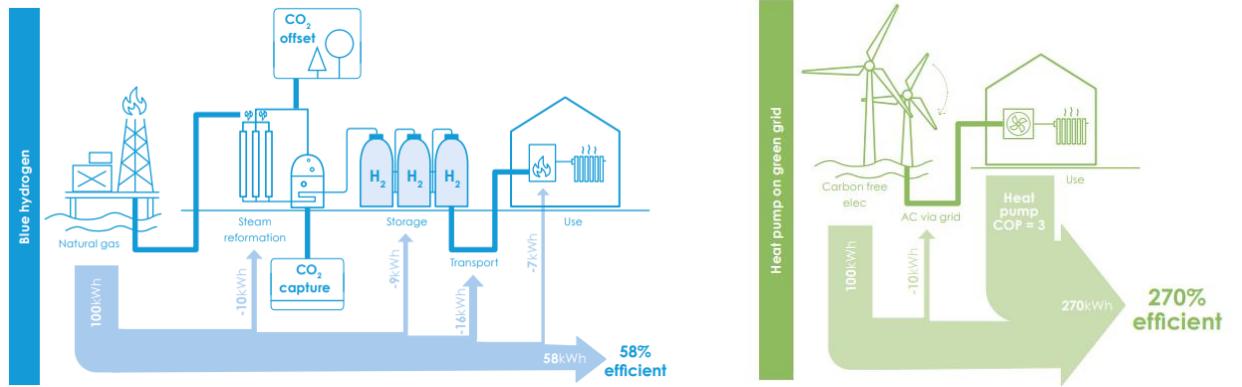 Blue hydrogen
CO2
offset
H2
H2
H2
Natural gas
Steam
reformation
Storage
Use
Transport
CO2
capture
100kWh
-10kWh
-9kWh
-16kWh
-7kWh
58kWh
58%
efficient
Heat pump on green grid
Carbon free
elec
AC via grid
Use
Heat
pump
COP = 3
100kWh
-10kWh
270kWh
270%
efficient